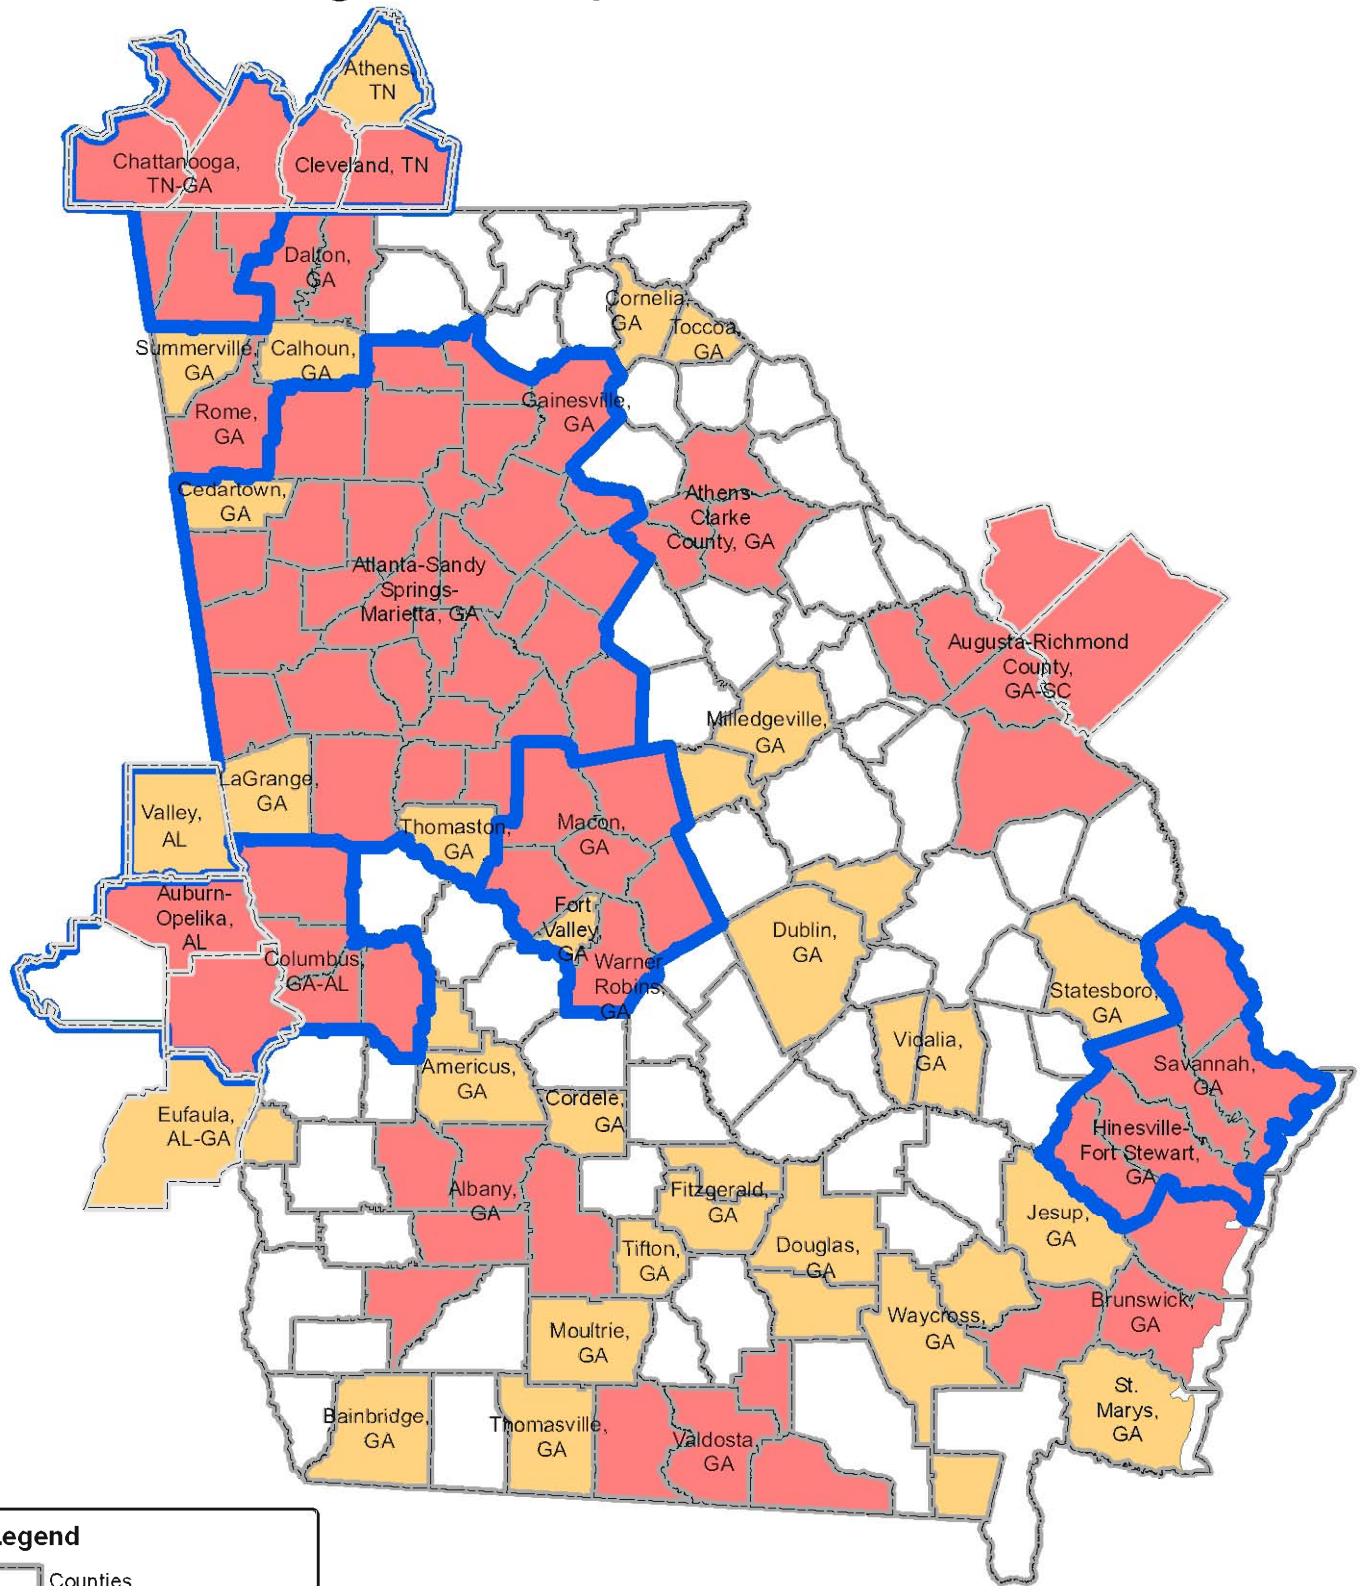 Athens,
TN
Chattanooga,
TN-GA
Cleveland, TN
Dalton,
GA
Cornelia,
GA
Toccoa,
GA
Summerville,
GA
Calhoun,
GA
Rome,
GA
Gainesville,
GA
Cedartown,
GA
Athens-
Clarke
County, GA
Atlanta-Sandy
Springs-
Marietta, GA
Augusta-Richmond
County,
GA-SC
Milledgeville,
GA
LaGrange,
GA
Valley,
AL
Thomaston,
GA
Macon,
GA
Auburn-
Opelika,
AL
Fort
Valley,
GA
Dublin,
GA
Columbus,
GA-AL
Warner
Robins,
GA
Statesboro,
GA
Vidalia,
GA
Savannah,
GA
Americus,
GA
Cordele,
GA
Eufaula,
AL-GA
Hinesville-
Fort Stewart,
GA
Albany,
GA
Fitzgerald,
GA
Jesup,
GA
Tifton,
GA
Douglas,
GA
Brunswick,
GA
Waycross,
GA
Moultrie,
GA
St.
Marys,
GA
Bainbridge,
GA
Thomasville,
GA
Valdosta,
GA
Legend
Counties